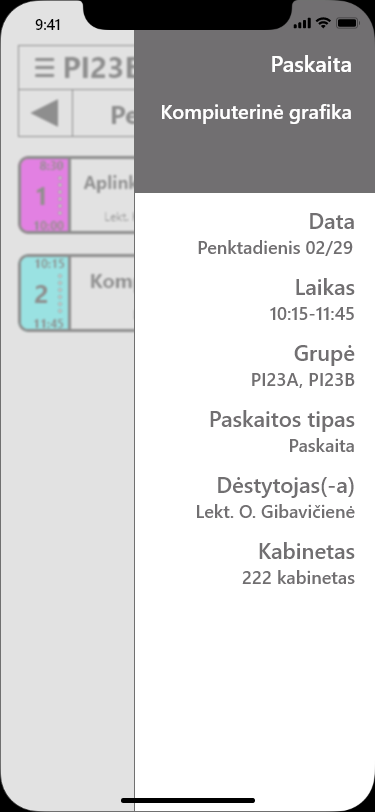 9:41
PI23B
Pe
8:30
1
10:00
Aplink
Lekt.
10:15
2
11:45
Kom
Paskaita
Kompiuterinė grafika
Data
Penktadienis 02/29
Laikas
10:15-11:45
Grupė
PI23A, PI23B
Paskaitos tipas
Paskaita
Dėstytojas(-a)
Lekt. O. Gibavičienė
Kabinetas
222 kabinetas